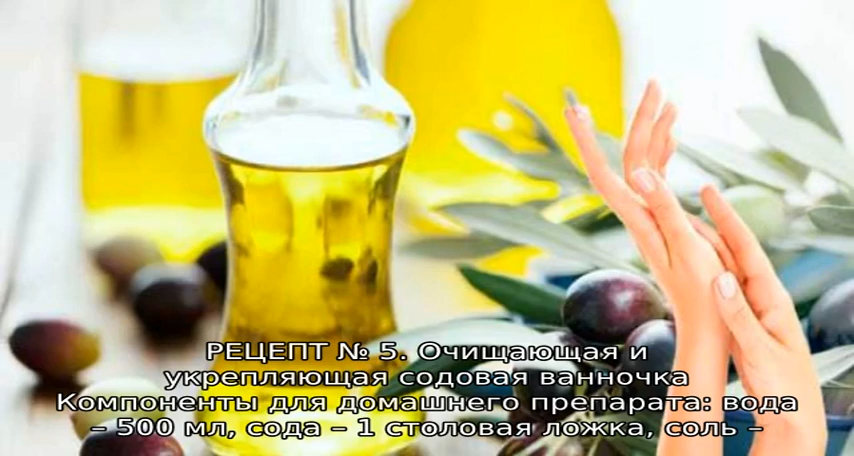 РЕЦЕПТ № 5. Очищающая и
укрепляющая содовая ванночка
Компоненты для домашнего препарата: вода
– 500 мл, сода – 1 столовая ложка, соль –